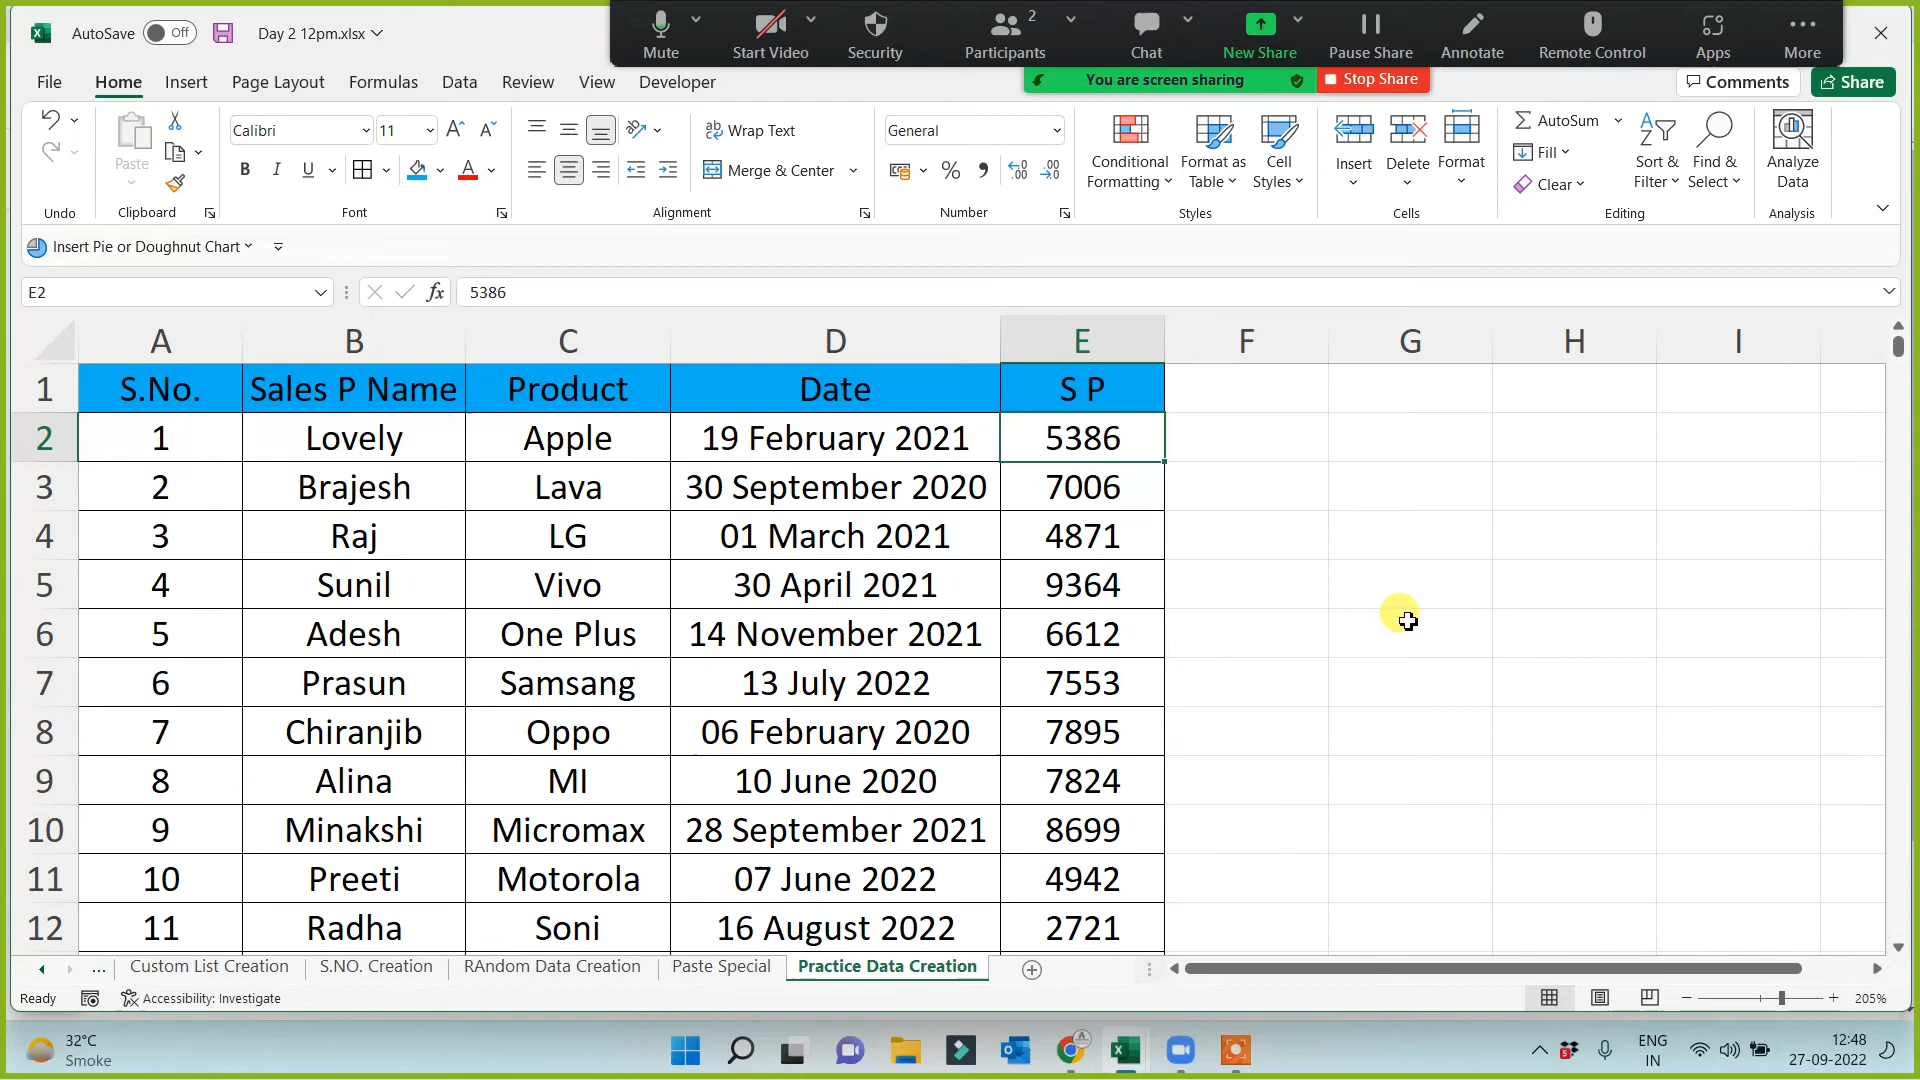 AutoSave Off Day 2 12pm.xlsx
Mute Start Video Security Participants 2 Chat New Share Pause Share Annotate Remote Control Apps More
You are screen sharing Stop Share
File Home Insert Page Layout Formulas Data Review View Developer Comments Share
Undo
Paste
Clipboard
Calibri 11
B I U
Font
Wrap Text
Merge & Center
Alignment
General
Number
Conditional Formatting
Format as Table
Cell Styles
Styles
Insert Delete Format
Cells
AutoSum
Fill
Clear
Sort & Filter
Find & Select
Editing
Analyze Data
Analysis
Insert Pie or Doughnut Chart
E2 fx 5386
A B C D E F G H I
1 S.No. Sales P Name Product Date S P
2 1 Lovely Apple 19 February 2021 5386
3 2 Brajesh Lava 30 September 2020 7006
4 3 Raj LG 01 March 2021 4871
5 4 Sunil Vivo 30 April 2021 9364
6 5 Adesh One Plus 14 November 2021 6612
7 6 Prasun Samsang 13 July 2022 7553
8 7 Chiranjib Oppo 06 February 2020 7895
9 8 Alina MI 10 June 2020 7824
10 9 Minakshi Micromax 28 September 2021 8699
11 10 Preeti Motorola 07 June 2022 4942
12 11 Radha Soni 16 August 2022 2721
... Custom List Creation S.NO. Creation RAndom Data Creation Paste Special Practice Data Creation
Ready Accessibility: Investigate 205%
32°C
Smoke
ENG
IN
12:48
27-09-2022